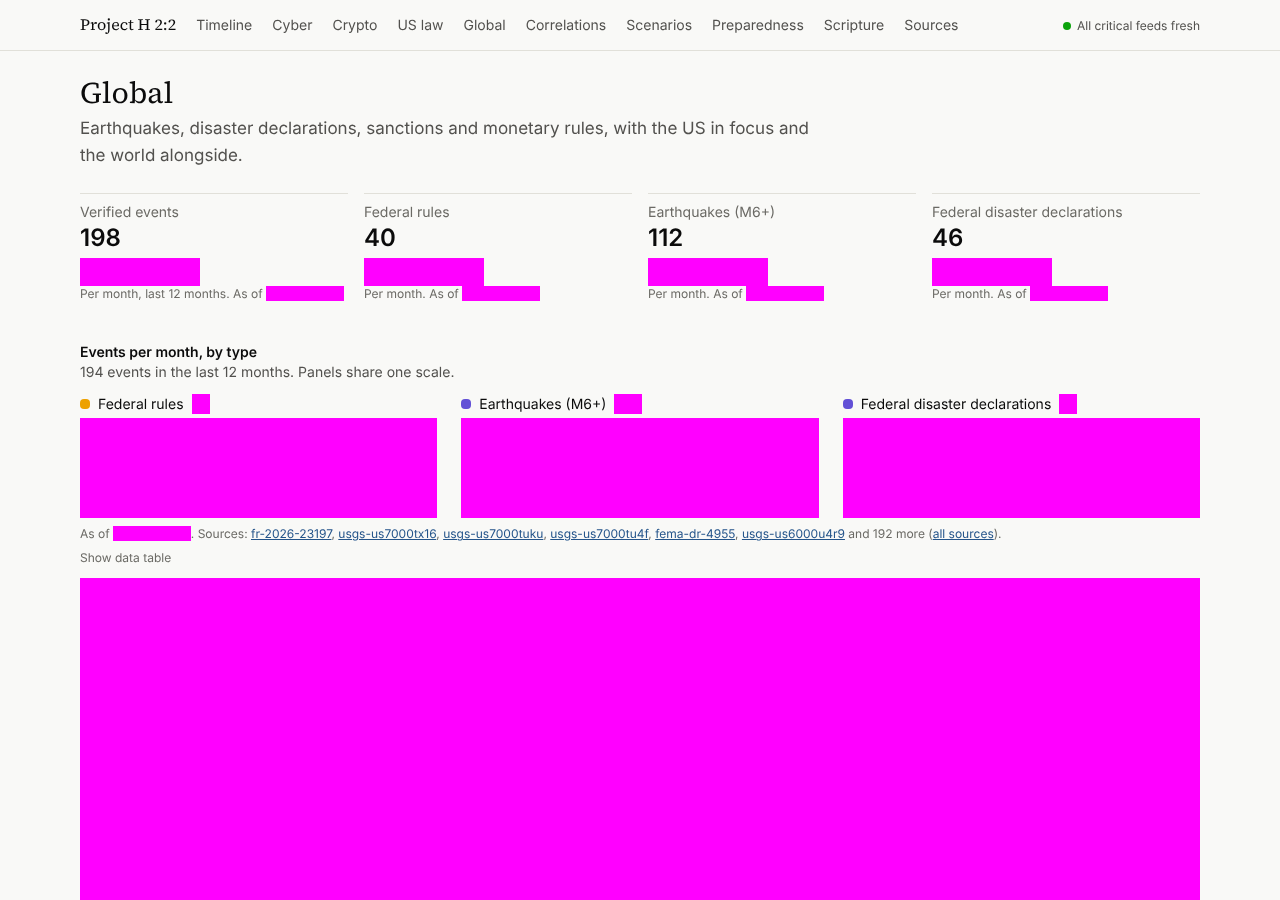 Project H 2:2 Timeline Cyber Crypto US law Global Correlations Scenarios Preparedness Scripture Sources All critical feeds fresh
Global
Earthquakes, disaster declarations, sanctions and monetary rules, with the US in focus and
the world alongside.
Verified events Federal rules Earthquakes (M6+) Federal disaster declarations
198 40 112 46
Per month, last 12 months. As of Per month. As of Per month. As of Per month. As of
Events per month, by type
194 events in the last 12 months. Panels share one scale.
Federal rules Earthquakes (M6+) Federal disaster declarations
As of . Sources: fr-2026-23197, usgs-us7000tx16, usgs-us7000tuku, usgs-us7000tu4f, fema-dr-4955, usgs-us6000u4r9 and 192 more (all sources).
Show data table